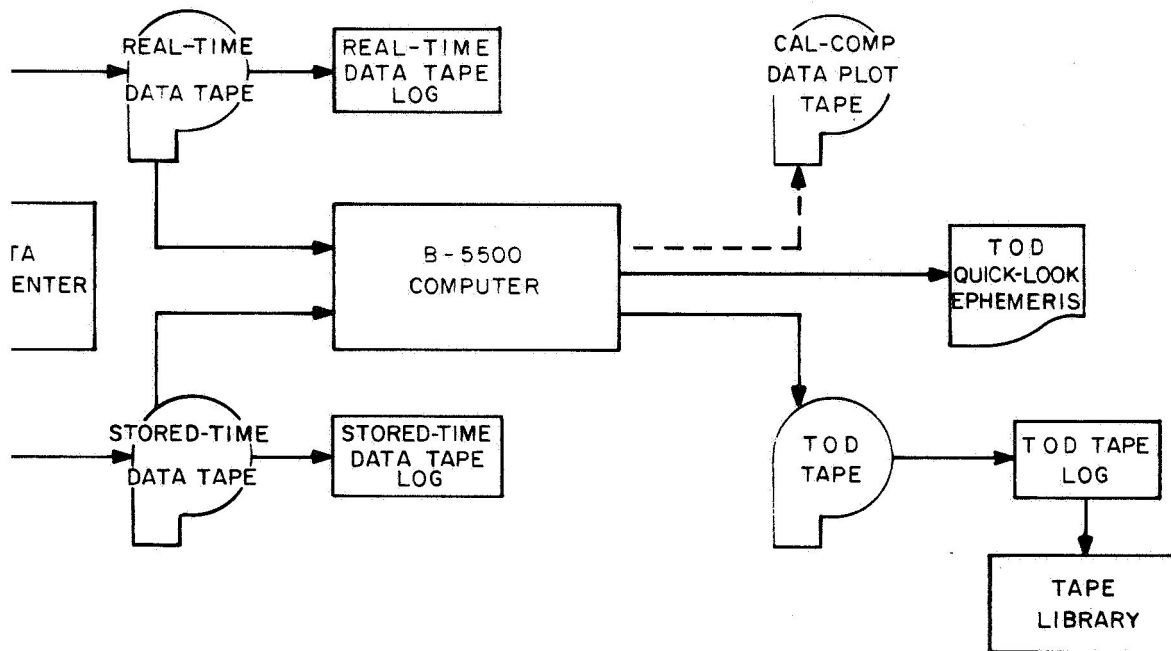 REAL-TIME
DATA TAPE
REAL-TIME
DATA TAPE
LOG
CAL-COMP
DATA PLOT
TAPE
TA
ENTER
B-5500
COMPUTER
TOD
QUICK-LOOK
EPHEMERIS
STORED-TIME
DATA TAPE
STORED-TIME
DATA TAPE
LOG
TOD
TAPE
TOD TAPE
LOG
TAPE
LIBRARY